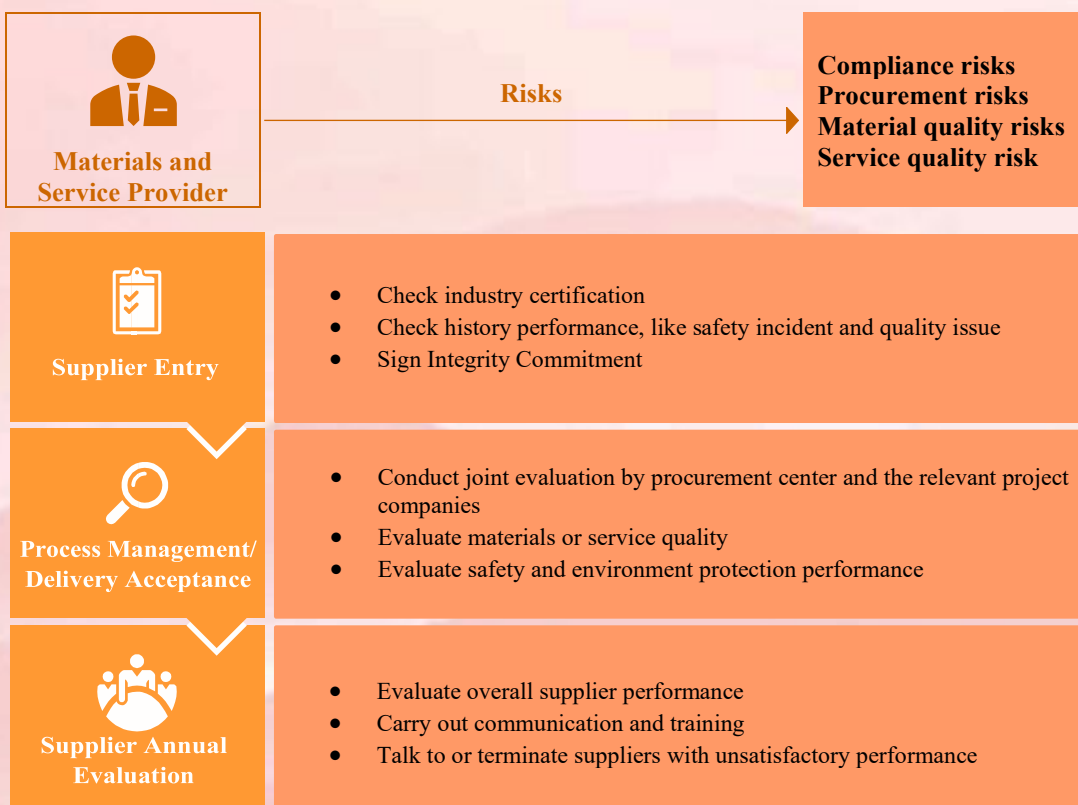 Materials and
Service Provider
Risks
Compliance risks
Procurement risks
Material quality risks
Service quality risk
Supplier Entry
● Check industry certification
● Check history performance, like safety incident and quality issue
● Sign Integrity Commitment
Process Management/
Delivery Acceptance
● Conduct joint evaluation by procurement center and the relevant project
companies
● Evaluate materials or service quality
● Evaluate safety and environment protection performance
Supplier Annual
Evaluation
● Evaluate overall supplier performance
● Carry out communication and training
● Talk to or terminate suppliers with unsatisfactory performance